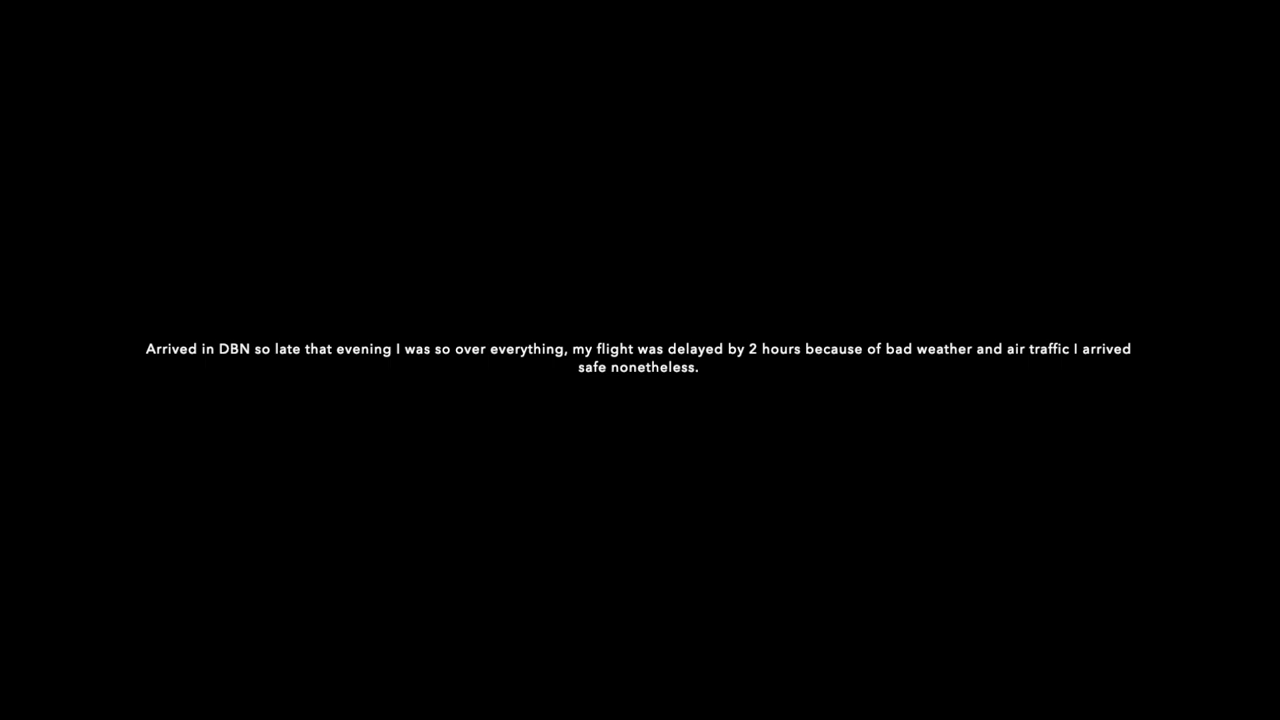 Arrived in DBN so late that evening I was so over everything, my flight was delayed by 2 hours because of bad weather and air traffic I arrived
safe nonetheless.